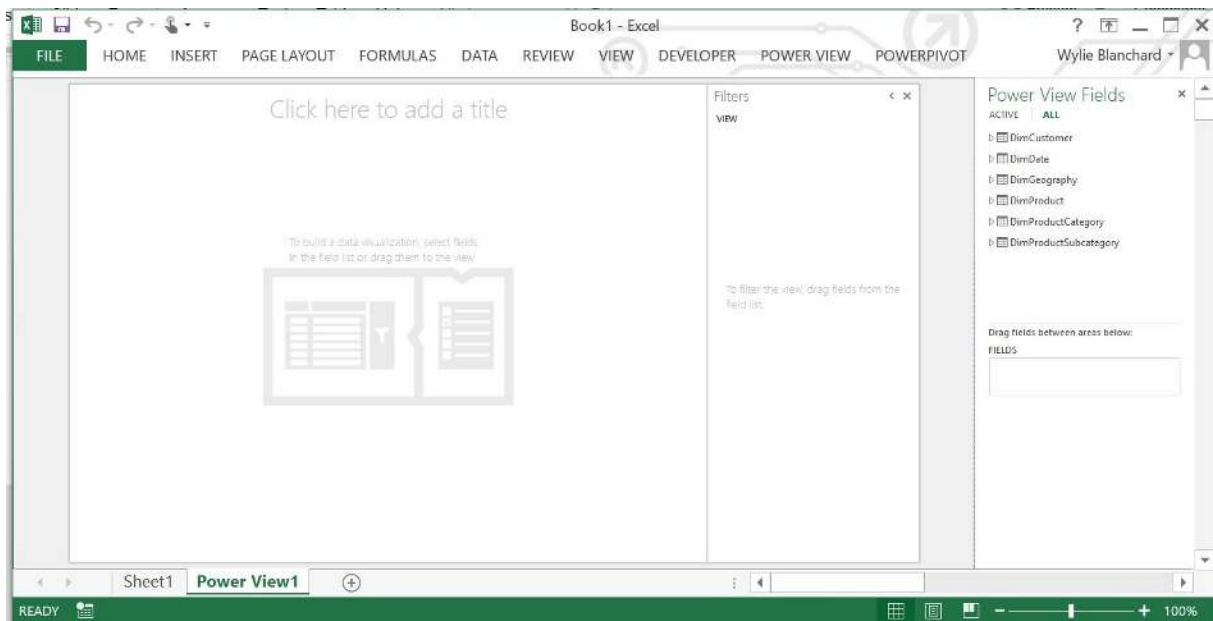 Book1 - Excel
?
FILE HOME INSERT PAGE LAYOUT FORMULAS DATA REVIEW VIEW DEVELOPER POWER VIEW POWERPIVOT Wylie Blanchard
Click here to add a title
To build a data visualization, select fields
in the field list or drag them to the view
Filters
VIEW
To filter the view, drag fields from the
field list.
Power View Fields
ACTIVE ALL
DimCustomer
DimDate
DimGeography
DimProduct
DimProductCategory
DimProductSubcategory
Drag fields between areas below:
FIELDS
Sheet1 Power View1
READY
100%